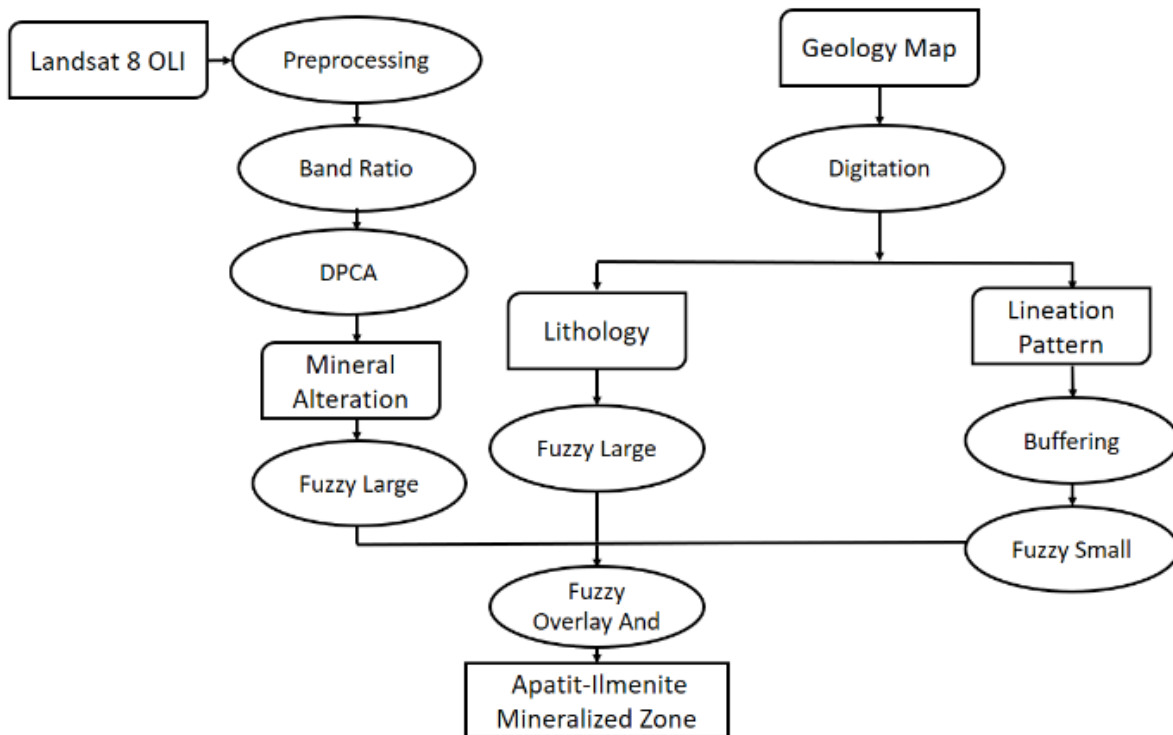 Landsat 8 OLI
Preprocessing
Band Ratio
DPCA
Mineral
Alteration
Fuzzy Large
Geology Map
Digitation
Lithology
Fuzzy Large
Lineation
Pattern
Buffering
Fuzzy Small
Fuzzy
Overlay And
Apatit-Ilmenite
Mineralized Zone